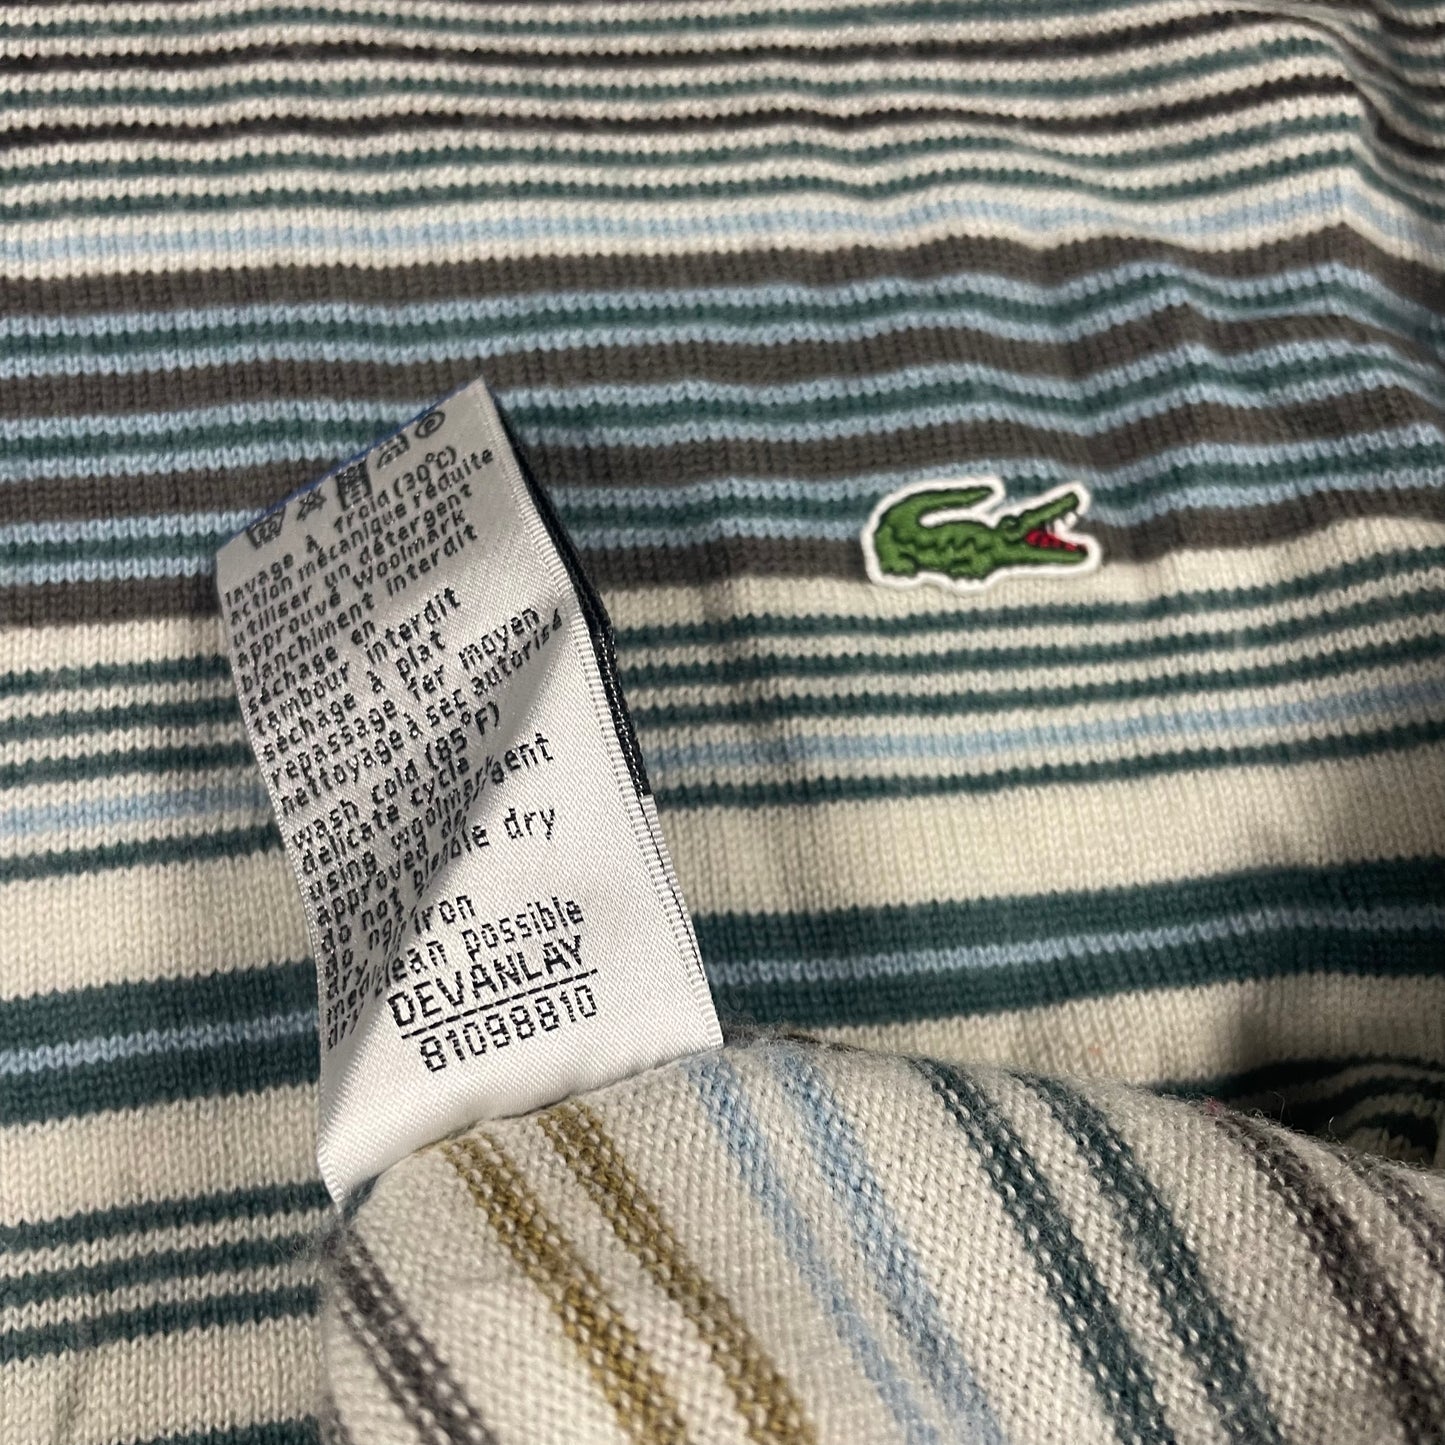 lavage à froid (30°C)
action mécanique réduite
utiliser un détergent
approuvé Woolmark
blanchiment interdit
séchage en
tambour interdit
séchage à plat
repassage fer moyen
nettoyage à sec autorisé
wash cold (85°F)
delicate cycle
using woolmark
approved
do not
do not dry
dry
iron
possible
DEVANLAY
81098810